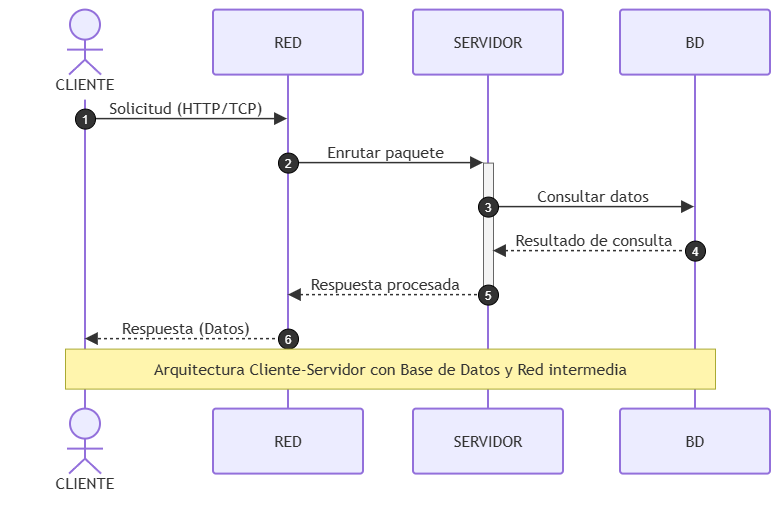 CLIENTE
RED
SERVIDOR
BD
1
Solicitud (HTTP/TCP)
2
Enrutar paquete
3
Consultar datos
Resultado de consulta
4
Respuesta procesada
5
Respuesta (Datos)
6
Arquitectura Cliente-Servidor con Base de Datos y Red intermedia
CLIENTE
RED
SERVIDOR
BD